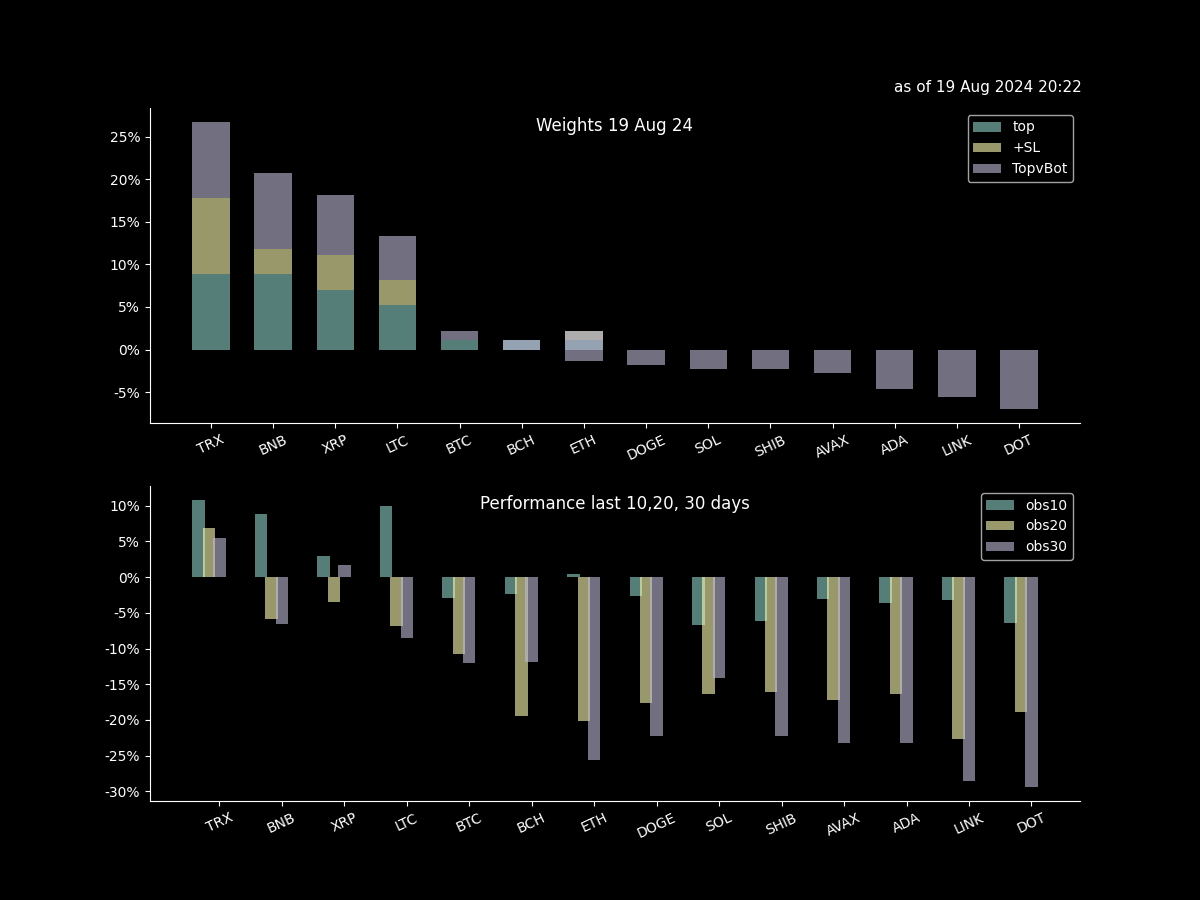 as of 19 Aug 2024 20:22
Weights 19 Aug 24
top
+SL
TopvBot
25%
20%
15%
10%
5%
0%
-5%
TRX BNB XRP LTC BTC BCH ETH DOGE SOL SHIB AVAX ADA LINK DOT
Performance last 10,20, 30 days
obs10
obs20
obs30
10%
5%
0%
-5%
-10%
-15%
-20%
-25%
-30%
TRX BNB XRP LTC BTC BCH ETH DOGE SOL SHIB AVAX ADA LINK DOT